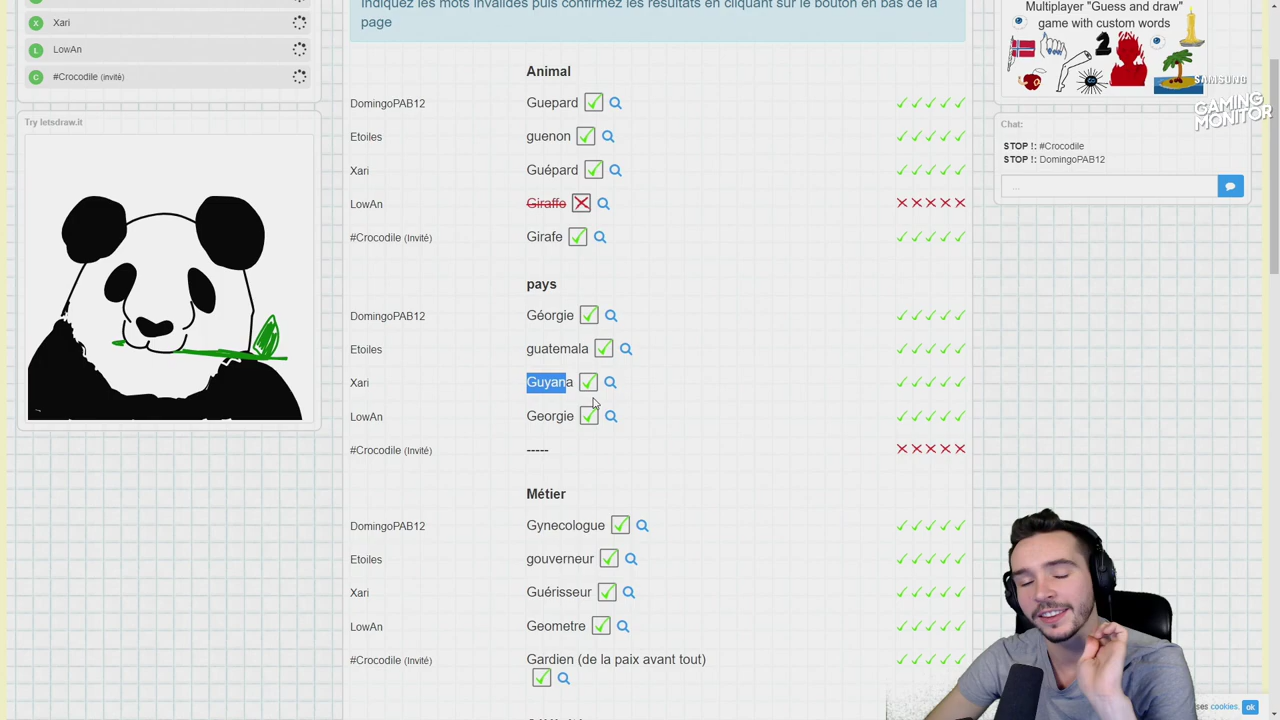 Xari
LowAn
#Crocodile (invité)
Try letsdraw.it
Indiquez les mots invalides puis confirmez les résultats en cliquant sur le bouton en bas de la
page
Animal
DomingoPAB12 Guepard
Etoiles guenon
Xari Guépard
LowAn Giraffe
#Crocodile (Invité) Girafe
pays
DomingoPAB12 Géorgie
Etoiles guatemala
Xari Guyana
LowAn Georgie
#Crocodile (Invité) -----
Métier
DomingoPAB12 Gynecologue
Etoiles gouverneur
Xari Guérisseur
LowAn Geometre
#Crocodile (Invité) Gardien (de la paix avant tout)
Multiplayer "Guess and draw"
game with custom words
SAMSUNG
GAMING
MONITOR
Chat:
STOP !: #Crocodile
STOP !: DomingoPAB12
...
cookies. ok